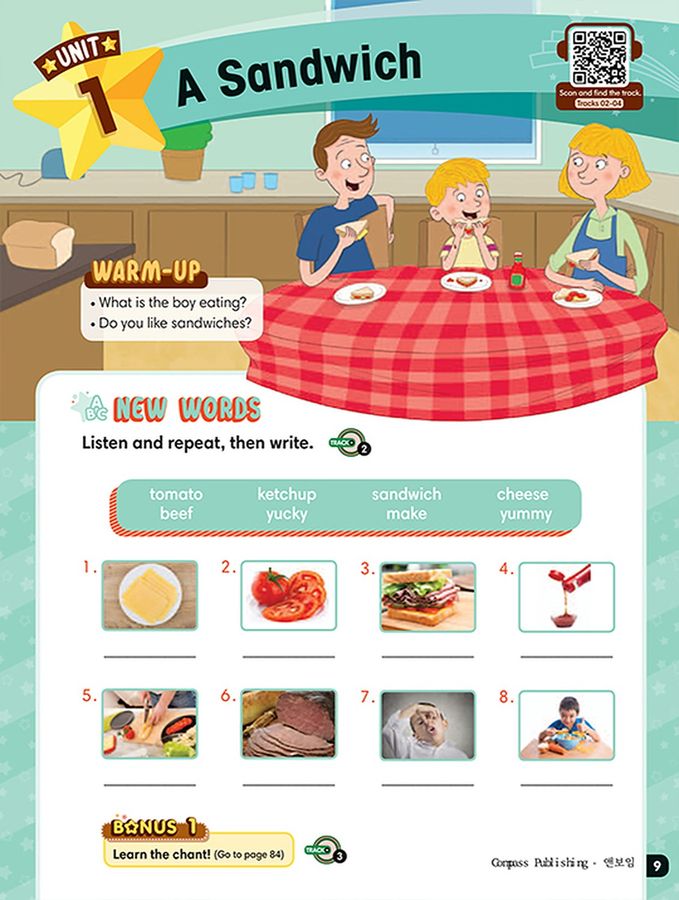 UNIT
1
A Sandwich
Scan and find the track.
Tracks 02-04
WARM-UP
• What is the boy eating?
• Do you like sandwiches?
ABC
NEW WORDS
Listen and repeat, then write.
TRACK
2
tomato ketchup sandwich cheese
beef yucky make yummy
1. 2. 3. 4.
5. 6. 7. 8.
BONUS 1
Learn the chant! (Go to page 84)
TRACK
3
Compass Publishing · 앤보임
9